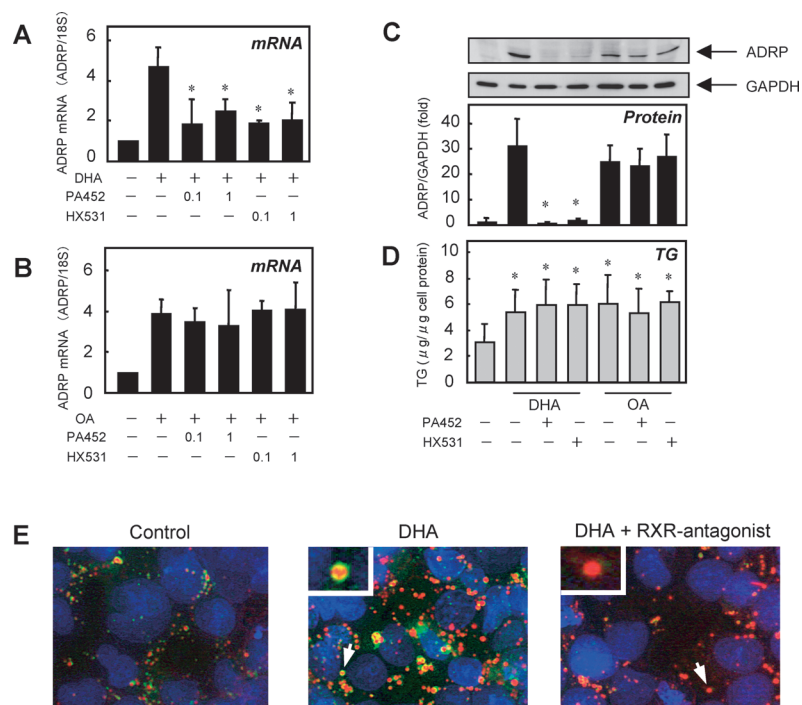 A
mRNA
ADRP mRNA (ADRP/18S)
6
4
2
0
DHA − + + + + +
PA452 − − 0.1 1 − −
HX531 − − − − 0.1 1
* * * *
B
mRNA
ADRP mRNA (ADRP/18S)
6
4
2
0
OA − + + + + +
PA452 − − 0.1 1 − −
HX531 − − − − 0.1 1
C
ADRP
GAPDH
Protein
ADRP/GAPDH (fold)
40
30
20
10
0
* *
D
TG
TG (μg/μg cell protein)
10
8
6
4
2
0
* * * * * *
DHA OA
PA452 − − + − − + −
HX531 − − − + − − +
E
Control
DHA
DHA + RXR-antagonist